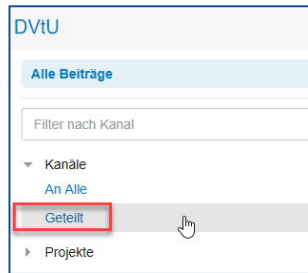 DVtU
Alle Beiträge
Filter nach Kanal
Kanäle
An Alle
Geteilt
Projekte